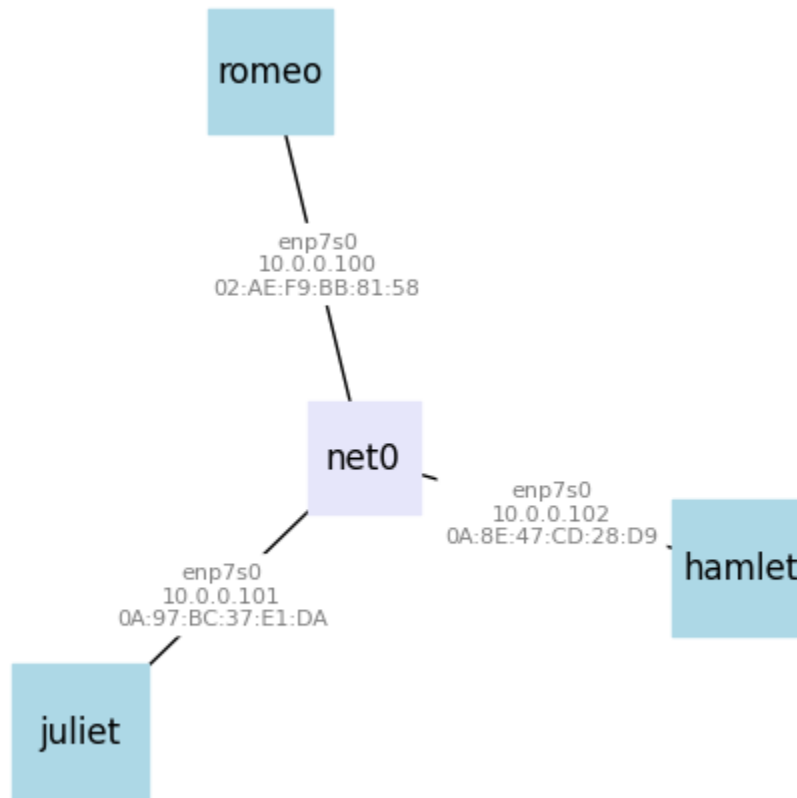 romeo
enp7s0
10.0.0.100
02:AE:F9:BB:81:58
net0
enp7s0
10.0.0.102
0A:8E:47:CD:28:D9
hamlet
enp7s0
10.0.0.101
0A:97:BC:37:E1:DA
juliet